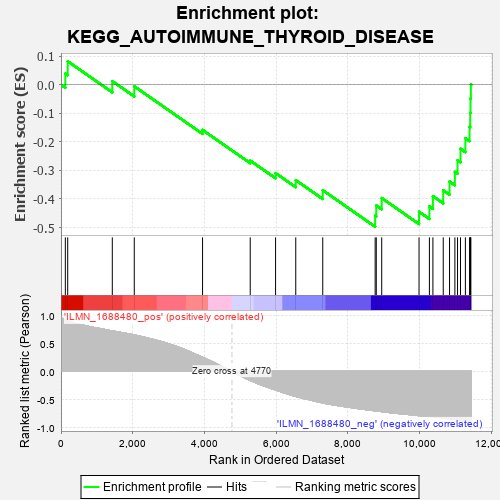 Enrichment plot:
KEGG_AUTOIMMUNE_THYROID_DISEASE
Enrichment score (ES)
0.1
0.0
-0.1
-0.2
-0.3
-0.4
-0.5
Ranked list metric (Pearson)
1.0
0.5
0.0
-0.5
-1.0
'ILMN_1688480_pos' (positively correlated)
Zero cross at 4770
'ILMN_1688480_neg' (negatively correlated)
0 2,000 4,000 6,000 8,000 10,000 12,000
Rank in Ordered Dataset
Enrichment profile Hits Ranking metric scores